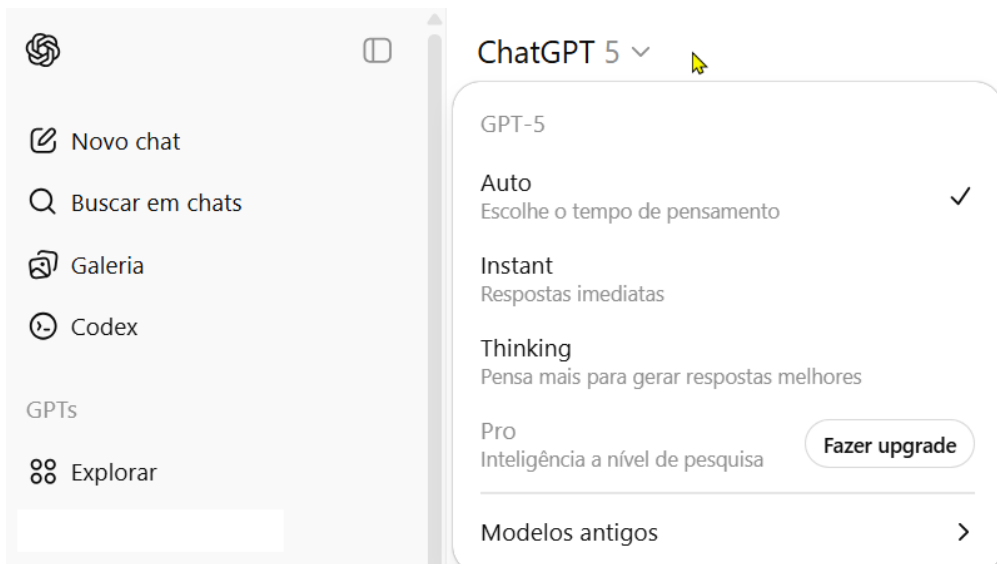 Novo chat
Buscar em chats
Galeria
Codex
GPTs
Explorar
ChatGPT 5
GPT-5
Auto
Escolhe o tempo de pensamento
Instant
Respostas imediatas
Thinking
Pensa mais para gerar respostas melhores
Pro
Inteligência a nível de pesquisa
Fazer upgrade
Modelos antigos